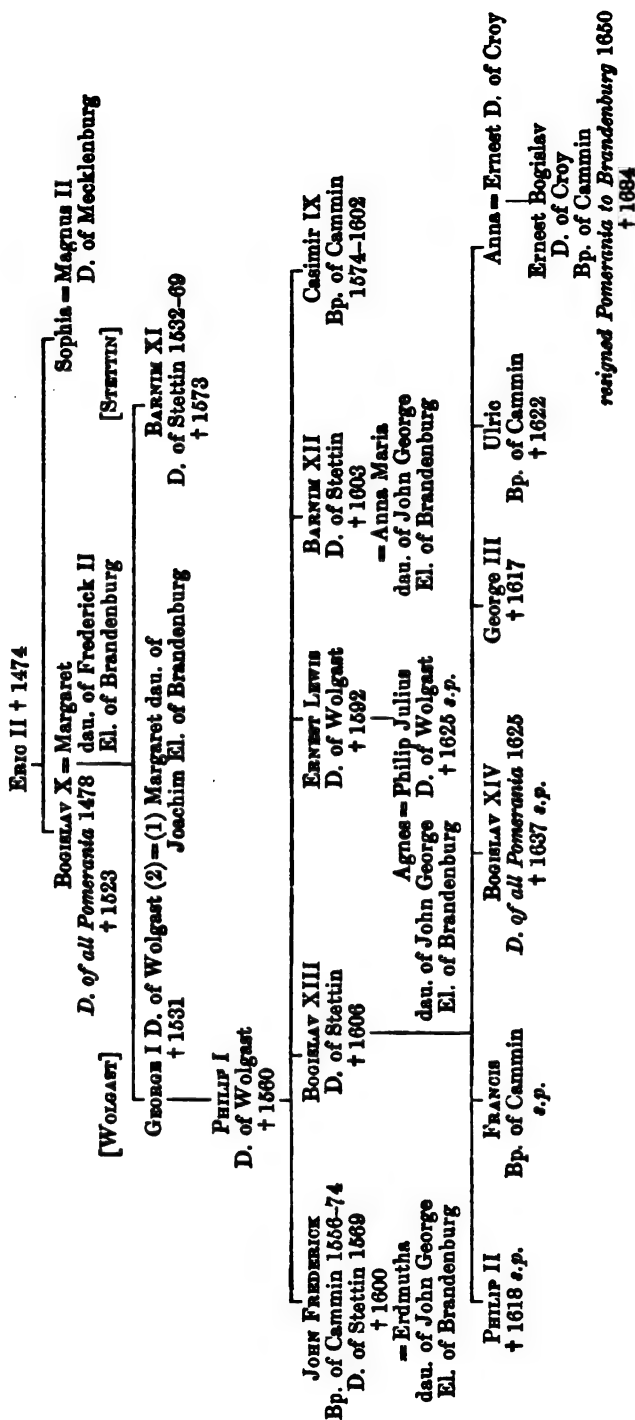 ERIC II † 1474
BOGISLAV X = Margaret
D. of all Pomerania 1478 dau. of Frederick II
† 1523 El. of Brandenburg
Sophia = Magnus II
D. of Mecklenburg
[WOLGAST]
[STETTIN]
GEORGE I D. of Wolgast (2) = (1) Margaret dau. of
† 1531 Joachim El. of Brandenburg
BARNIM XI
D. of Stettin 1532–69
† 1573
PHILIP I
D. of Wolgast
† 1560
JOHN FREDERICK
Bp. of Cammin 1556–74
D. of Stettin 1569
† 1600
= Erdmutha
dau. of John George
El. of Brandenburg
BOGISLAV XIII
D. of Stettin
† 1606
ERNEST LEWIS
D. of Wolgast
† 1592
BARNIM XII
D. of Stettin
† 1603
= Anna Maria
dau. of John George
El. of Brandenburg
Casimir IX
Bp. of Cammin
1574–1602
Agnes = Philip Julius
dau. of John George D. of Wolgast
El. of Brandenburg † 1625 s.p.
PHILIP II
† 1618 s.p.
FRANCIS
Bp. of Cammin
s.p.
BOGISLAV XIV
D. of all Pomerania 1625
† 1637 s.p.
George III
† 1617
Ulric
Bp. of Cammin
† 1622
Anna = Ernest D. of Croy
Ernest Bogislav
D. of Croy
Bp. of Cammin
resigned Pomerania to Brandenburg 1650
† 1684